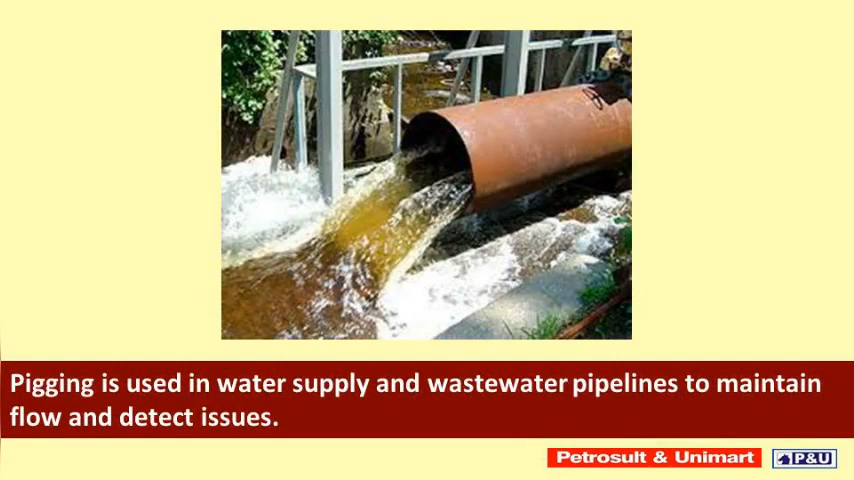 Pigging is used in water supply and wastewater pipelines to maintain
flow and detect issues.
Petrosult & Unimart
P&U